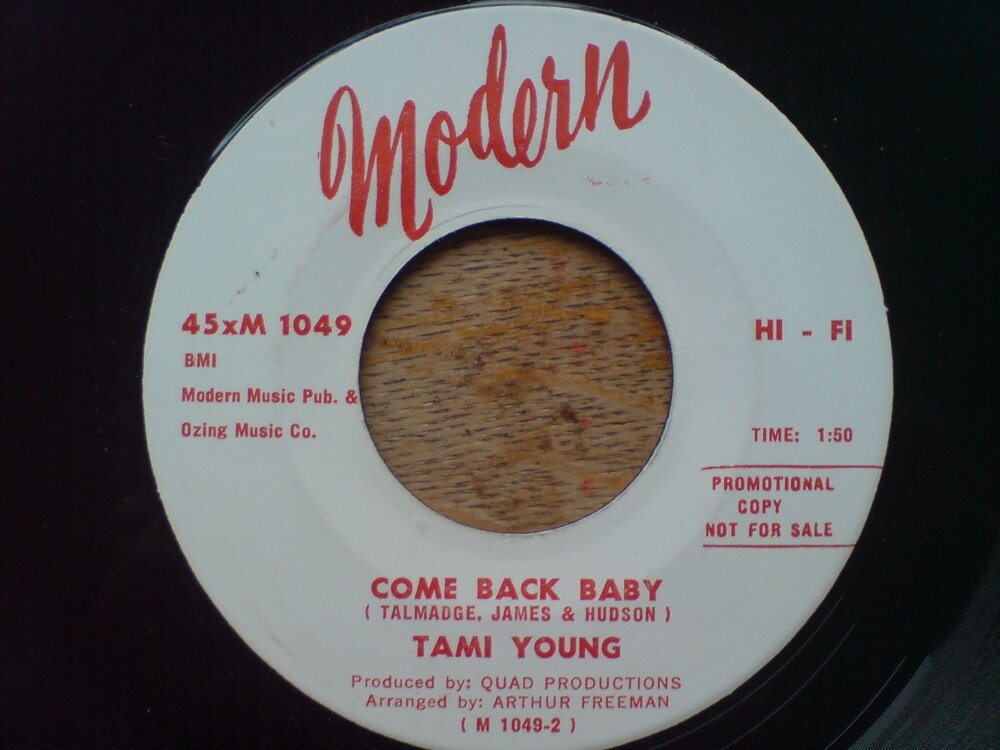 Modern
45xM 1049
BMI
Modern Music Pub. &
Ozing Music Co.
HI - FI
TIME: 1:50
PROMOTIONAL
COPY
NOT FOR SALE
COME BACK BABY
( TALMADGE, JAMES & HUDSON )
TAMI YOUNG
Produced by: QUAD PRODUCTIONS
Arranged by: ARTHUR FREEMAN
( M 1049-2 )